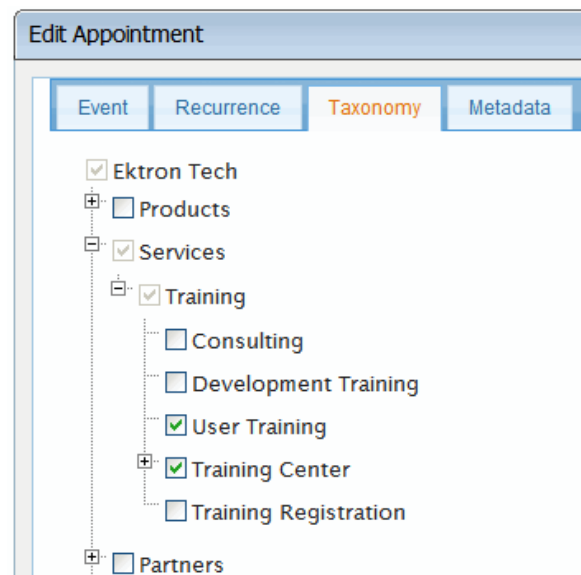 Edit Appointment
Event Recurrence Taxonomy Metadata
Ektron Tech
Products
Services
Training
Consulting
Development Training
User Training
Training Center
Training Registration
Partners